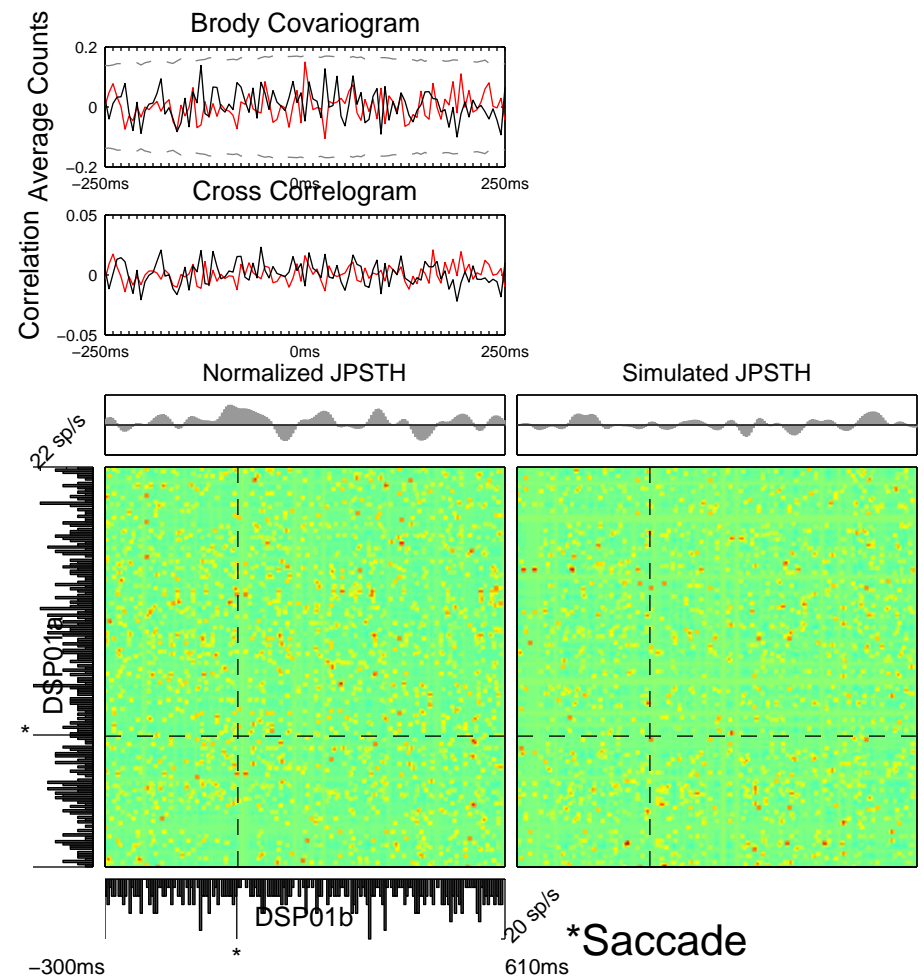 Brody Covariogram
Average Counts
0.2
0
−0.2
−250ms
0ms
250ms
Cross Correlogram
Correlation
0.05
0
−0.05
−250ms
0ms
250ms
Normalized JPSTH
Simulated JPSTH
22 sp/s
DSP01a
*
DSP01b
20 sp/s
*
*Saccade
−300ms
610ms